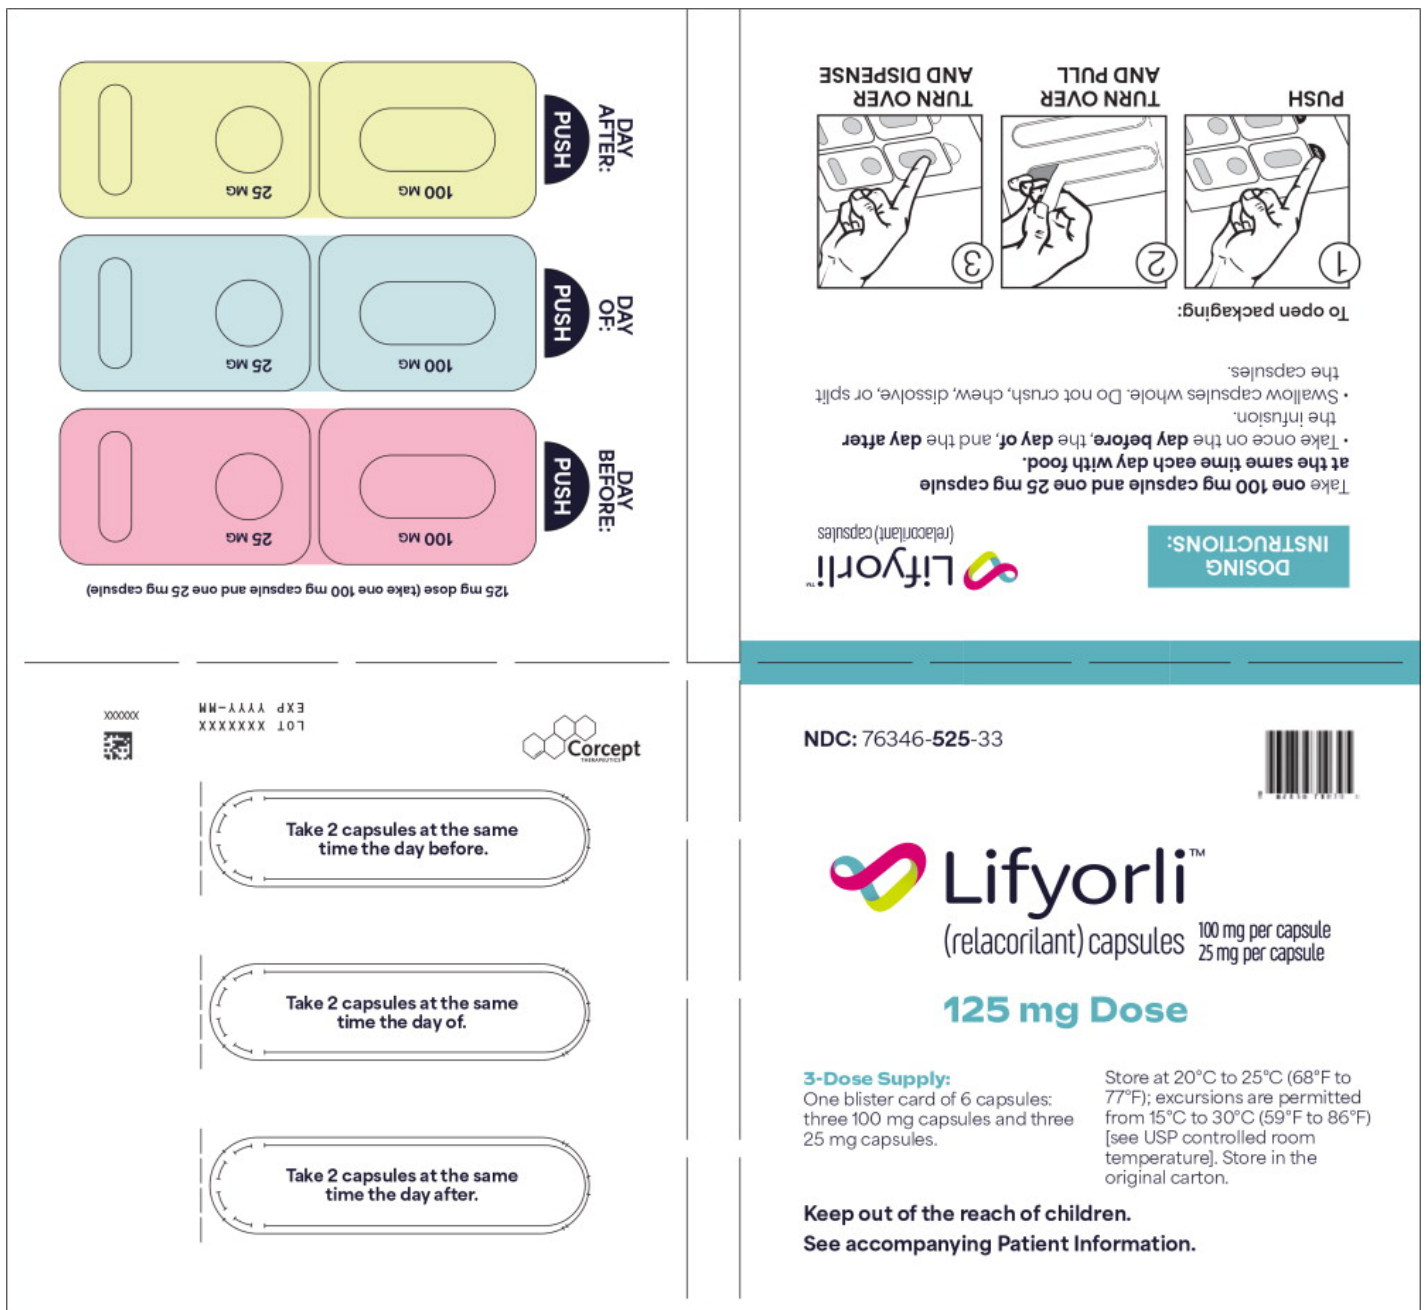 125 mg dose (take one 100 mg capsule and one 25 mg capsule)
DAY
BEFORE:
PUSH
100 MG
25 MG
DAY
OF:
PUSH
100 MG
25 MG
DAY
AFTER:
PUSH
100 MG
25 MG
DOSING
INSTRUCTIONS:
Lifyorli™
(relacorilant) capsules
Take one 100 mg capsule and one 25 mg capsule
at the same time each day with food.
• Take once on the day before, the day of, and the day after
the infusion.
• Swallow capsules whole. Do not crush, chew, dissolve, or split
the capsules.
To open packaging:
1
2
3
PUSH
TURN OVER
AND PULL
TURN OVER
AND DISPENSE
XXXXXX
LOT XXXXXXX
EXP YYYY-MM
Corcept
THERAPEUTICS
Take 2 capsules at the same
time the day before.
Take 2 capsules at the same
time the day of.
Take 2 capsules at the same
time the day after.
NDC: 76346-525-33
Lifyorli™
(relacorilant) capsules
100 mg per capsule
25 mg per capsule
125 mg Dose
3-Dose Supply:
One blister card of 6 capsules:
three 100 mg capsules and three
25 mg capsules.
Store at 20°C to 25°C (68°F to
77°F); excursions are permitted
from 15°C to 30°C (59°F to 86°F)
[see USP controlled room
temperature]. Store in the
original carton.
Keep out of the reach of children.
See accompanying Patient Information.